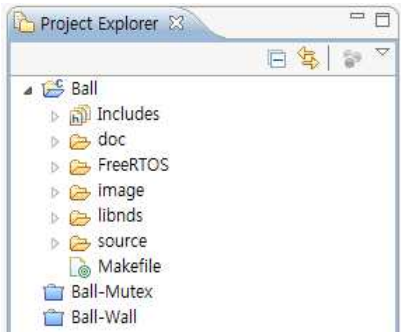 Project Explorer
Ball
Includes
doc
FreeRTOS
image
libnds
source
Makefile
Ball-Mutex
Ball-Wall